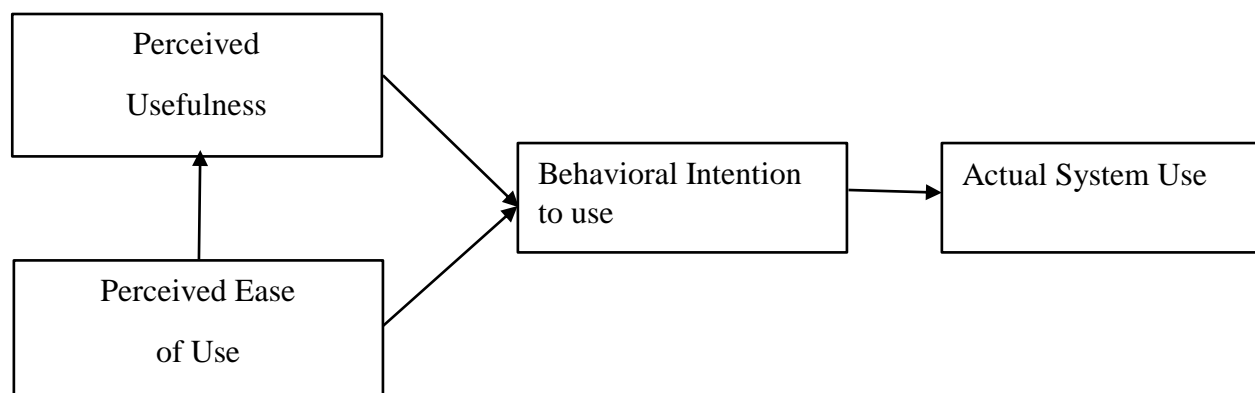 Perceived
Usefulness
Behavioral Intention
to use
Actual System Use
Perceived Ease
of Use